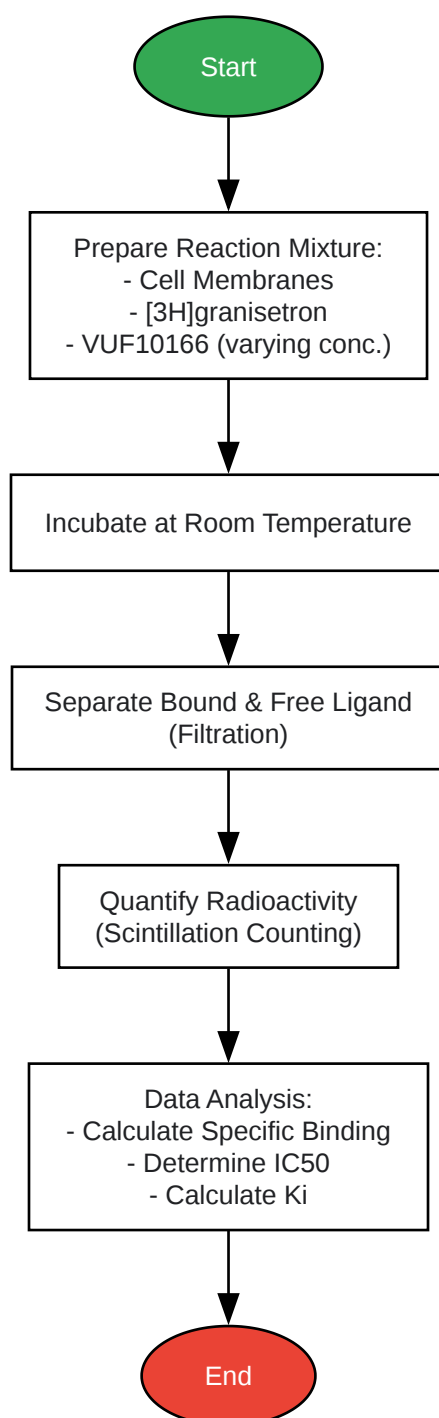 Start
Prepare Reaction Mixture:
- Cell Membranes
- [3H]granisetron
- VUF10166 (varying conc.)
Incubate at Room Temperature
Separate Bound & Free Ligand
(Filtration)
Quantify Radioactivity
(Scintillation Counting)
Data Analysis:
- Calculate Specific Binding
- Determine IC50
- Calculate Ki
End